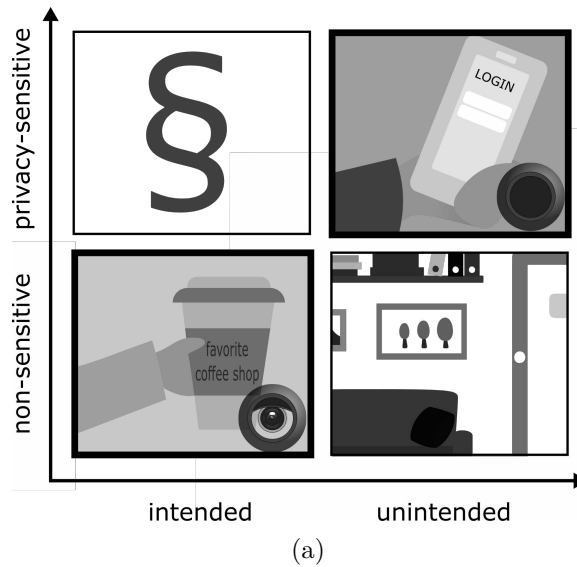 privacy-sensitive
§
LOGIN
non-sensitive
favorite
coffee shop
intended
unintended
(a)